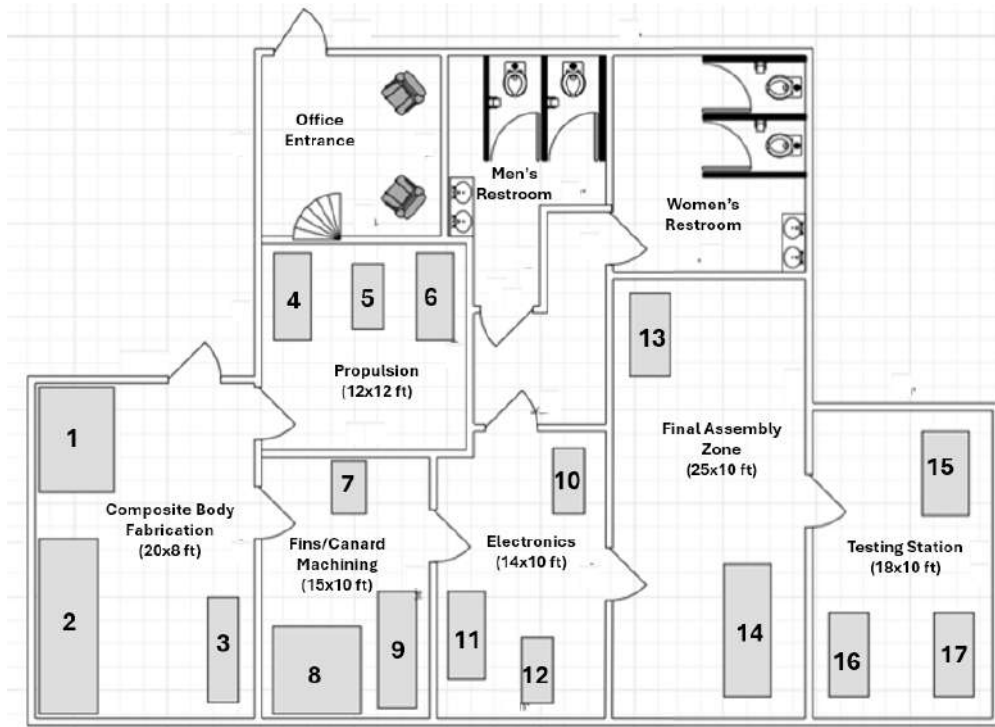 Office
Entrance
Men's
Restroom
Women's
Restroom
4
5
6
Propulsion
(12x12 ft)
13
1
Composite Body
Fabrication
(20x8 ft)
2
3
7
Fins/Canard
Machining
(15x10 ft)
8
9
10
Electronics
(14x10 ft)
11
12
Final Assembly
Zone
(25x10 ft)
14
15
Testing Station
(18x10 ft)
16
17